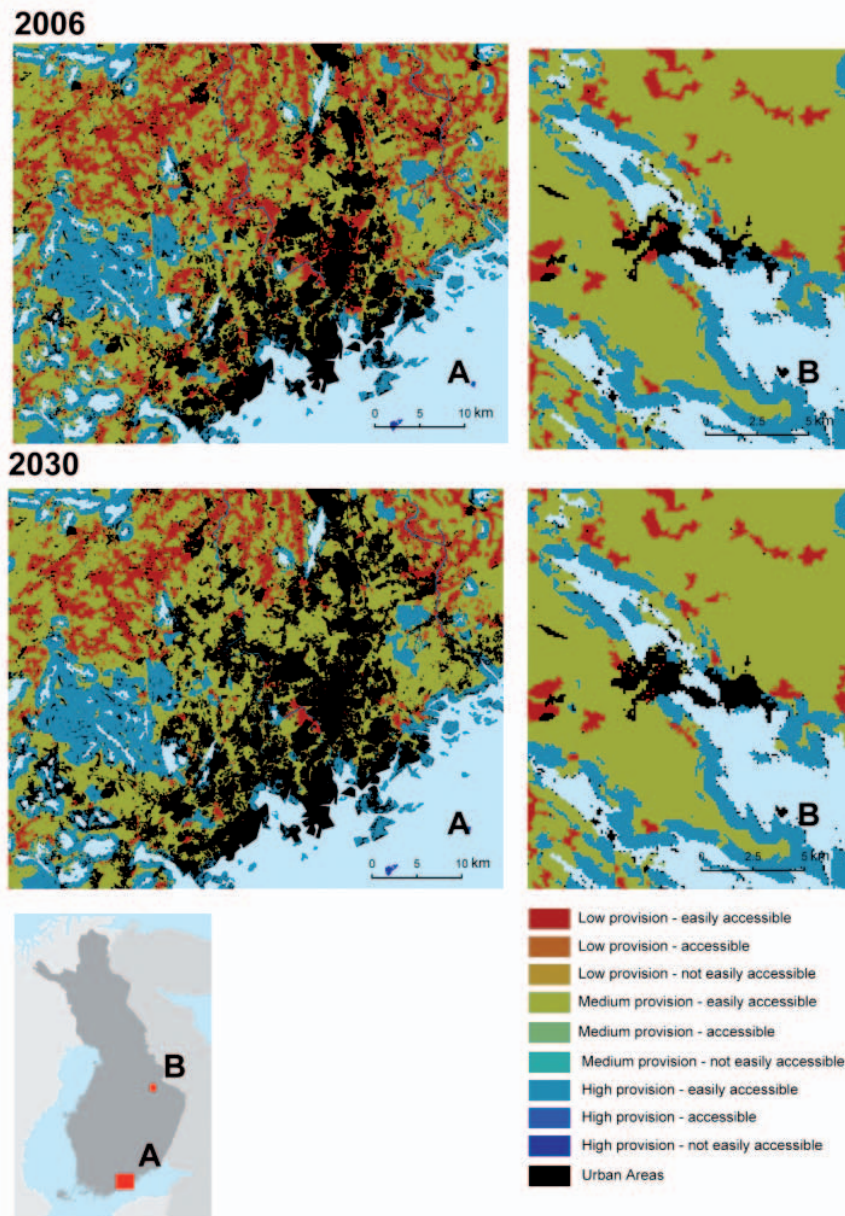 2006
A
0 5 10 km
B
0 2.5 5 km
2030
A
0 5 10 km
B
0 2.5 5 km
B
A
Low provision - easily accessible
Low provision - accessible
Low provision - not easily accessible
Medium provision - easily accessible
Medium provision - accessible
Medium provision - not easily accessible
High provision - easily accessible
High provision - accessible
High provision - not easily accessible
Urban Areas